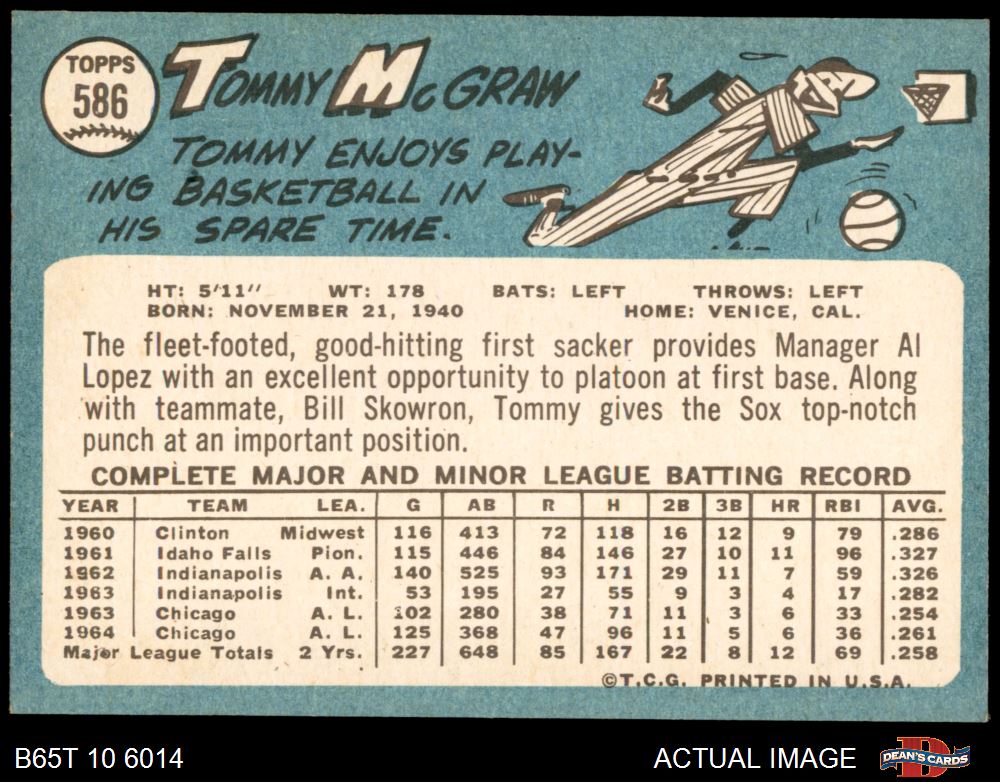 TOPPS
586
TOMMY McGRAW
TOMMY ENJOYS PLAY-
ING BASKETBALL IN
HIS SPARE TIME.
HT: 5'11" WT: 178 BATS: LEFT THROWS: LEFT
BORN: NOVEMBER 21, 1940 HOME: VENICE, CAL.
The fleet-footed, good-hitting first sacker provides Manager Al
Lopez with an excellent opportunity to platoon at first base. Along
with teammate, Bill Skowron, Tommy gives the Sox top-notch
punch at an important position.
COMPLETE MAJOR AND MINOR LEAGUE BATTING RECORD
YEAR TEAM LEA. G AB R H 2B 3B HR RBI AVG.
1960 Clinton Midwest 116 413 72 118 16 12 9 79 .286
1961 Idaho Falls Pion. 115 446 84 146 27 10 11 96 .327
1962 Indianapolis A. A. 140 525 93 171 29 11 7 59 .326
1963 Indianapolis Int. 53 195 27 55 9 3 4 17 .282
1963 Chicago A. L. 102 280 38 71 11 3 6 33 .254
1964 Chicago A. L. 125 368 47 96 11 5 6 36 .261
Major League Totals 2 Yrs. 227 648 85 167 22 8 12 69 .258
©T.C.G. PRINTED IN U.S.A.
B65T 10 6014 ACTUAL IMAGE DEAN'S CARDS